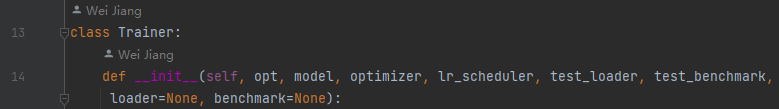 Wei Jiang
13 class Trainer:
Wei Jiang
14 def __init__(self, opt, model, optimizer, lr_scheduler, test_loader, test_benchmark,
loader=None, benchmark=None):